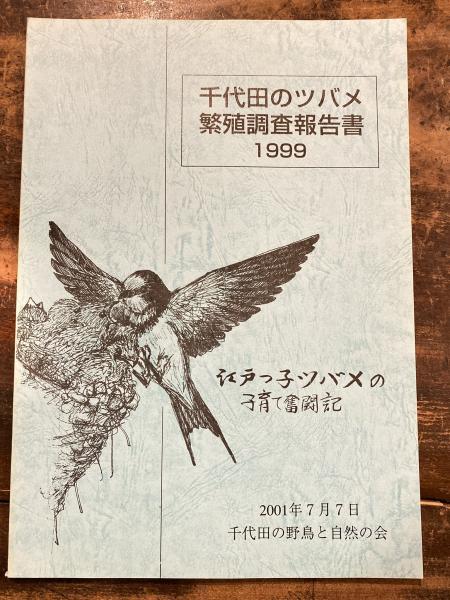 千代田のツバメ
繁殖調査報告書
1999
江戸っ子ツバメの
子育て奮闘記
2001年7月7日
千代田の野鳥と自然の会